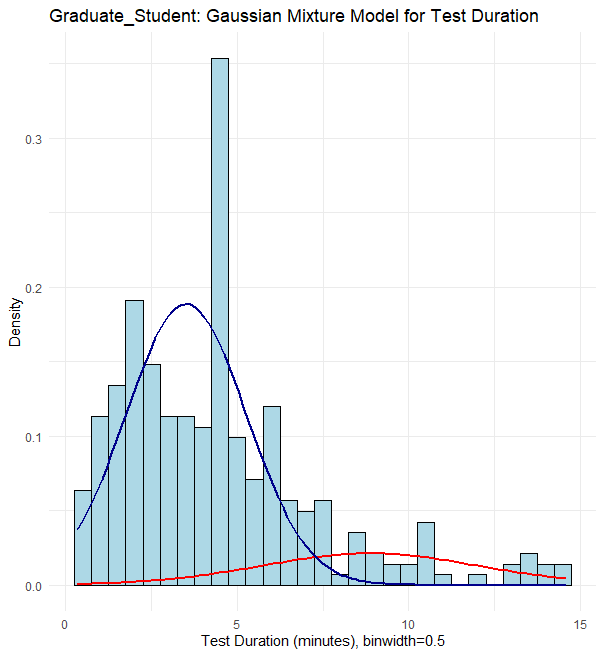 Graduate_Student: Gaussian Mixture Model for Test Duration
Density
0.3
0.2
0.1
0.0
0 5 10 15
Test Duration (minutes), binwidth=0.5